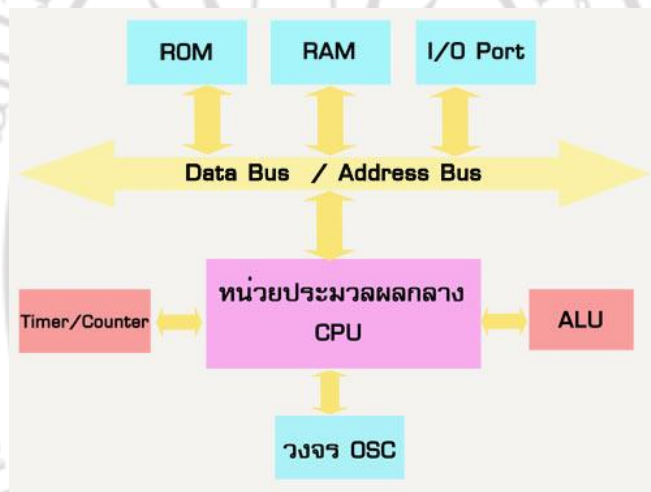 ROM
RAM
I/O Port
Data Bus / Address Bus
หน่วยประมวลผลกลาง
CPU
Timer/Counter
ALU
วงจร OSC